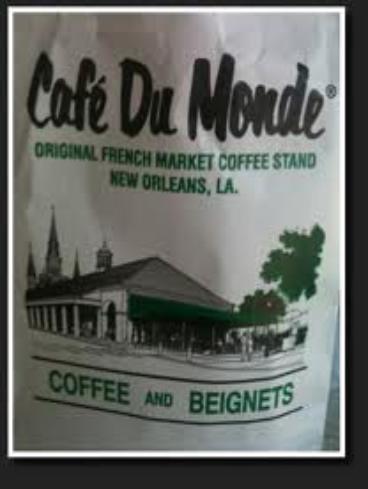 Café Du Monde®
ORIGINAL FRENCH MARKET COFFEE STAND
NEW ORLEANS, LA.
COFFEE AND BEIGNETS